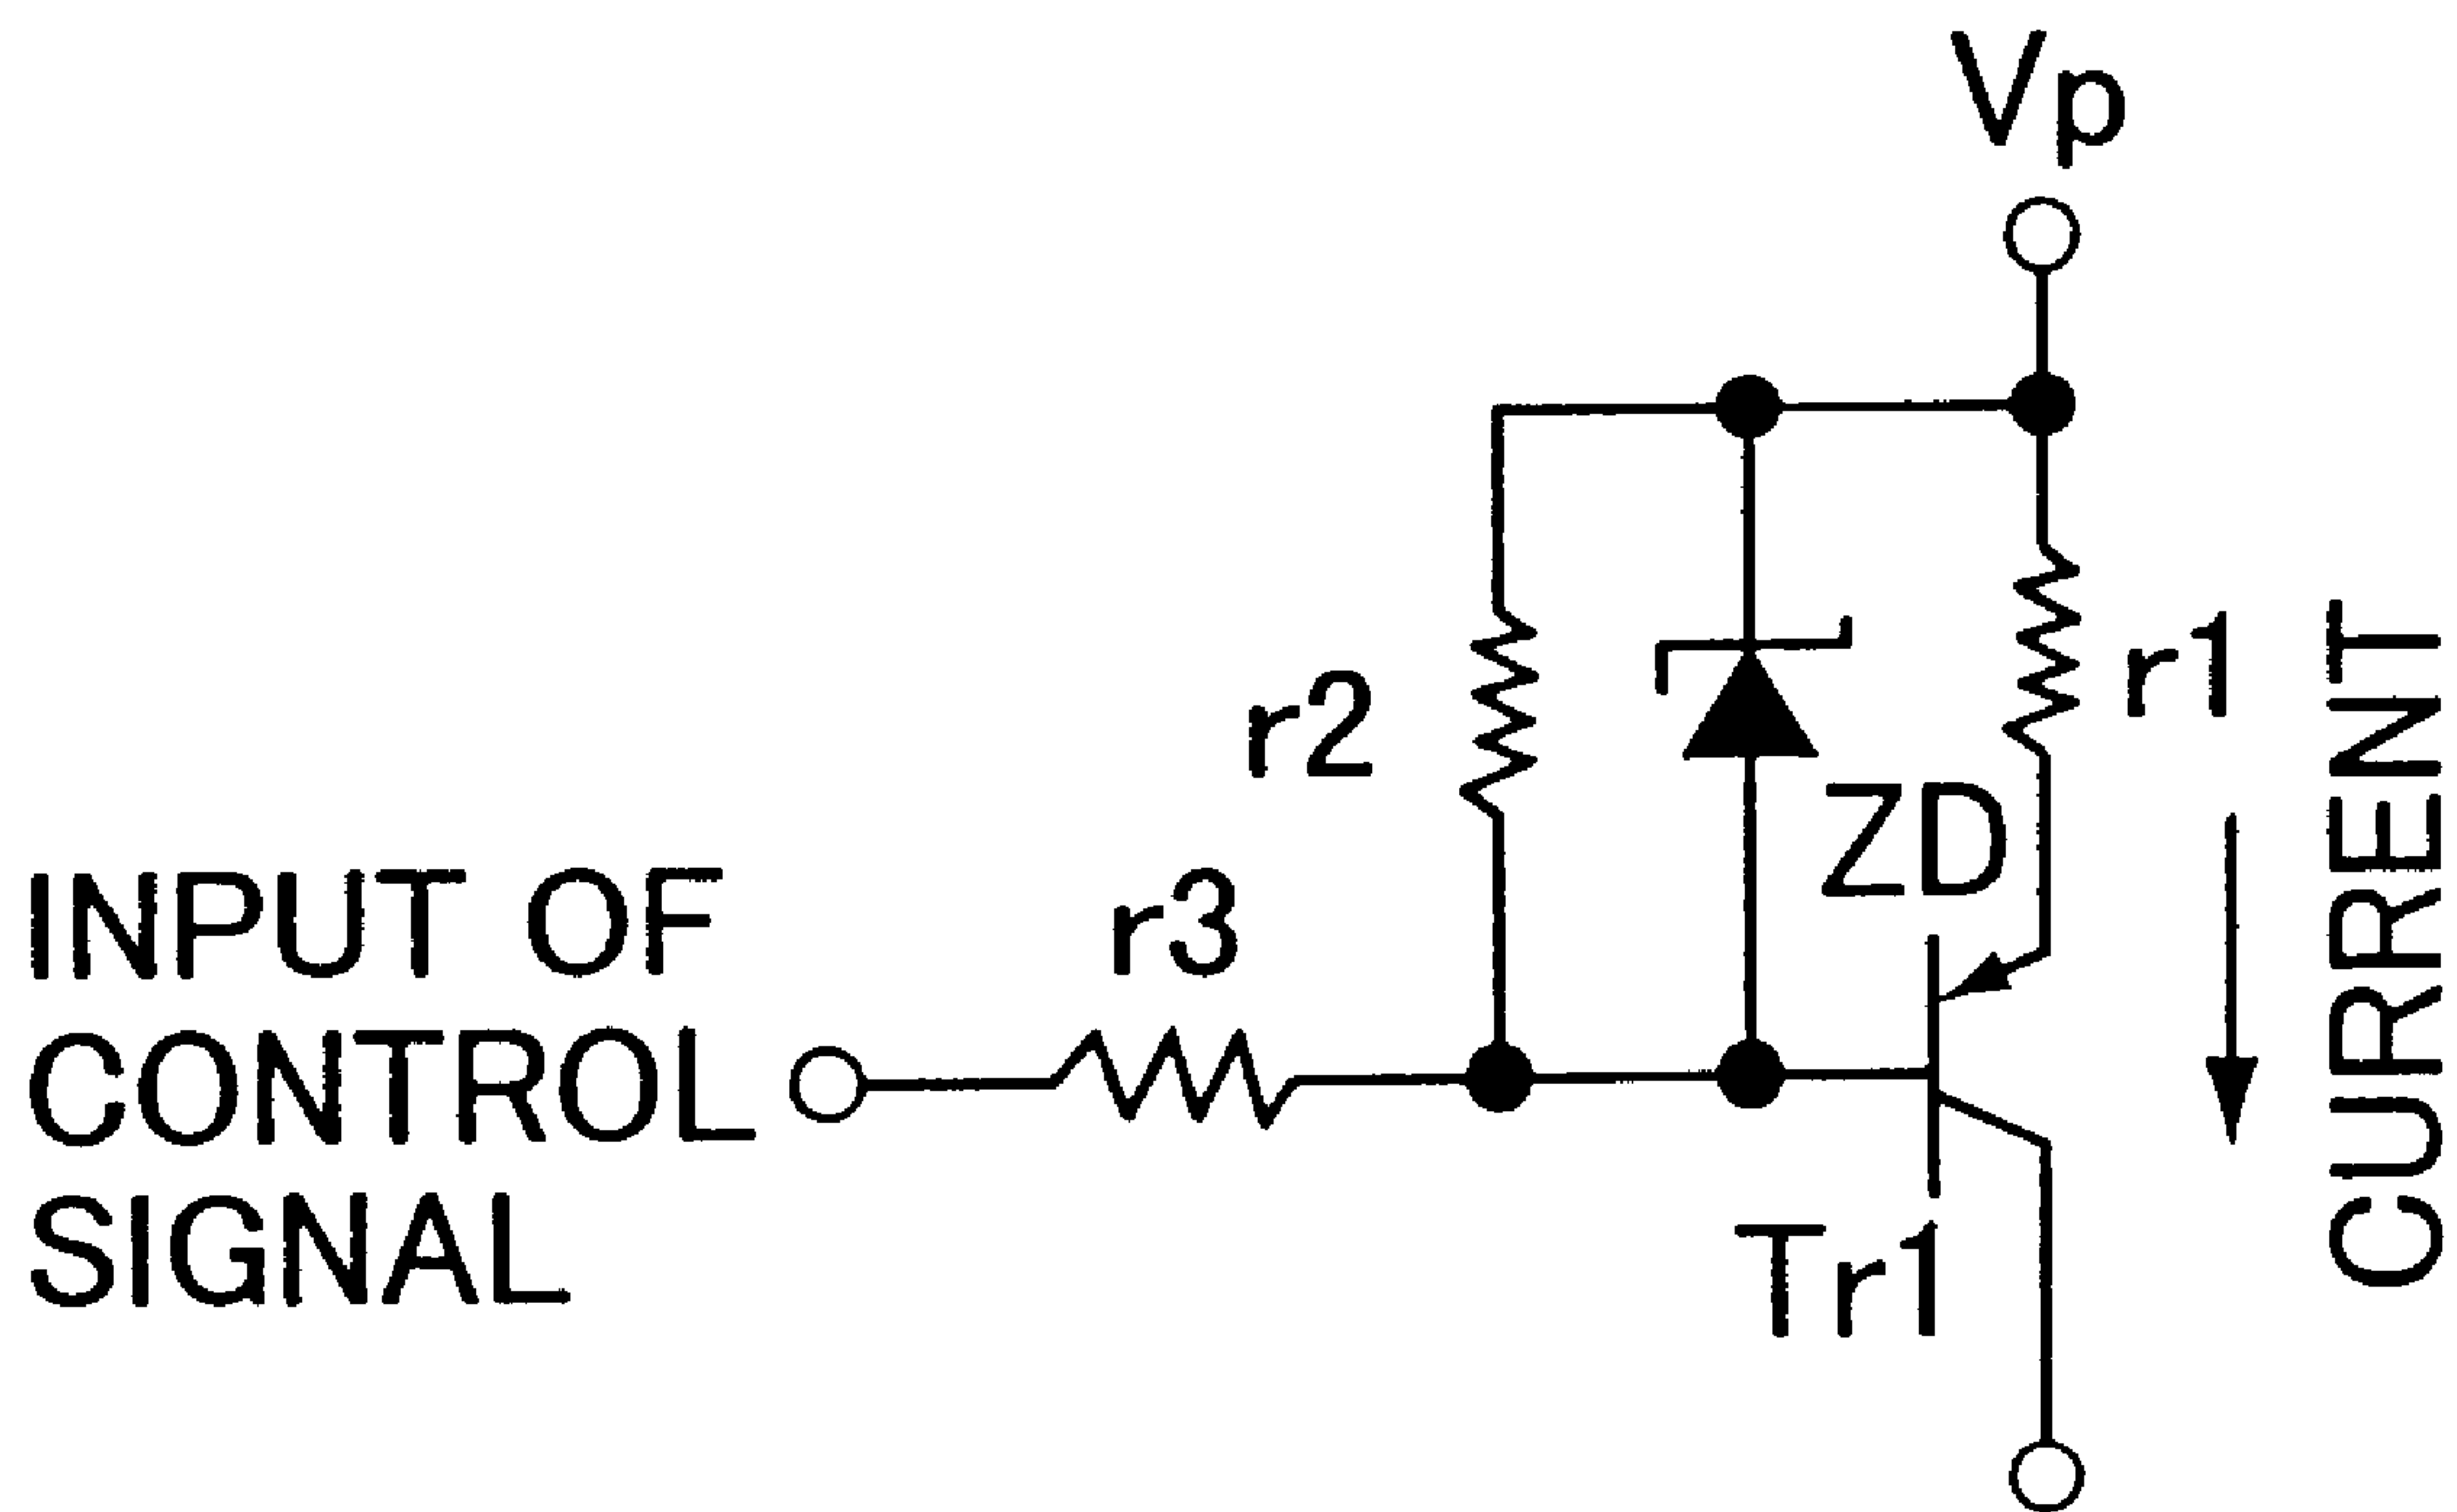 Vp
r1
r2
ZD
r3
INPUT OF
CONTROL
SIGNAL
Tr1
CURRENT